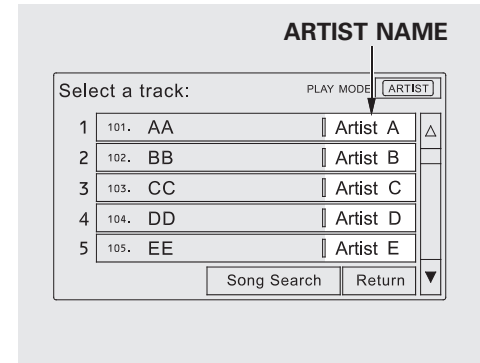 ARTIST NAME
Select a track: PLAY MODE ARTIST
1 101. AA Artist A
2 102. BB Artist B
3 103. CC Artist C
4 104. DD Artist D
5 105. EE Artist E
Song Search Return